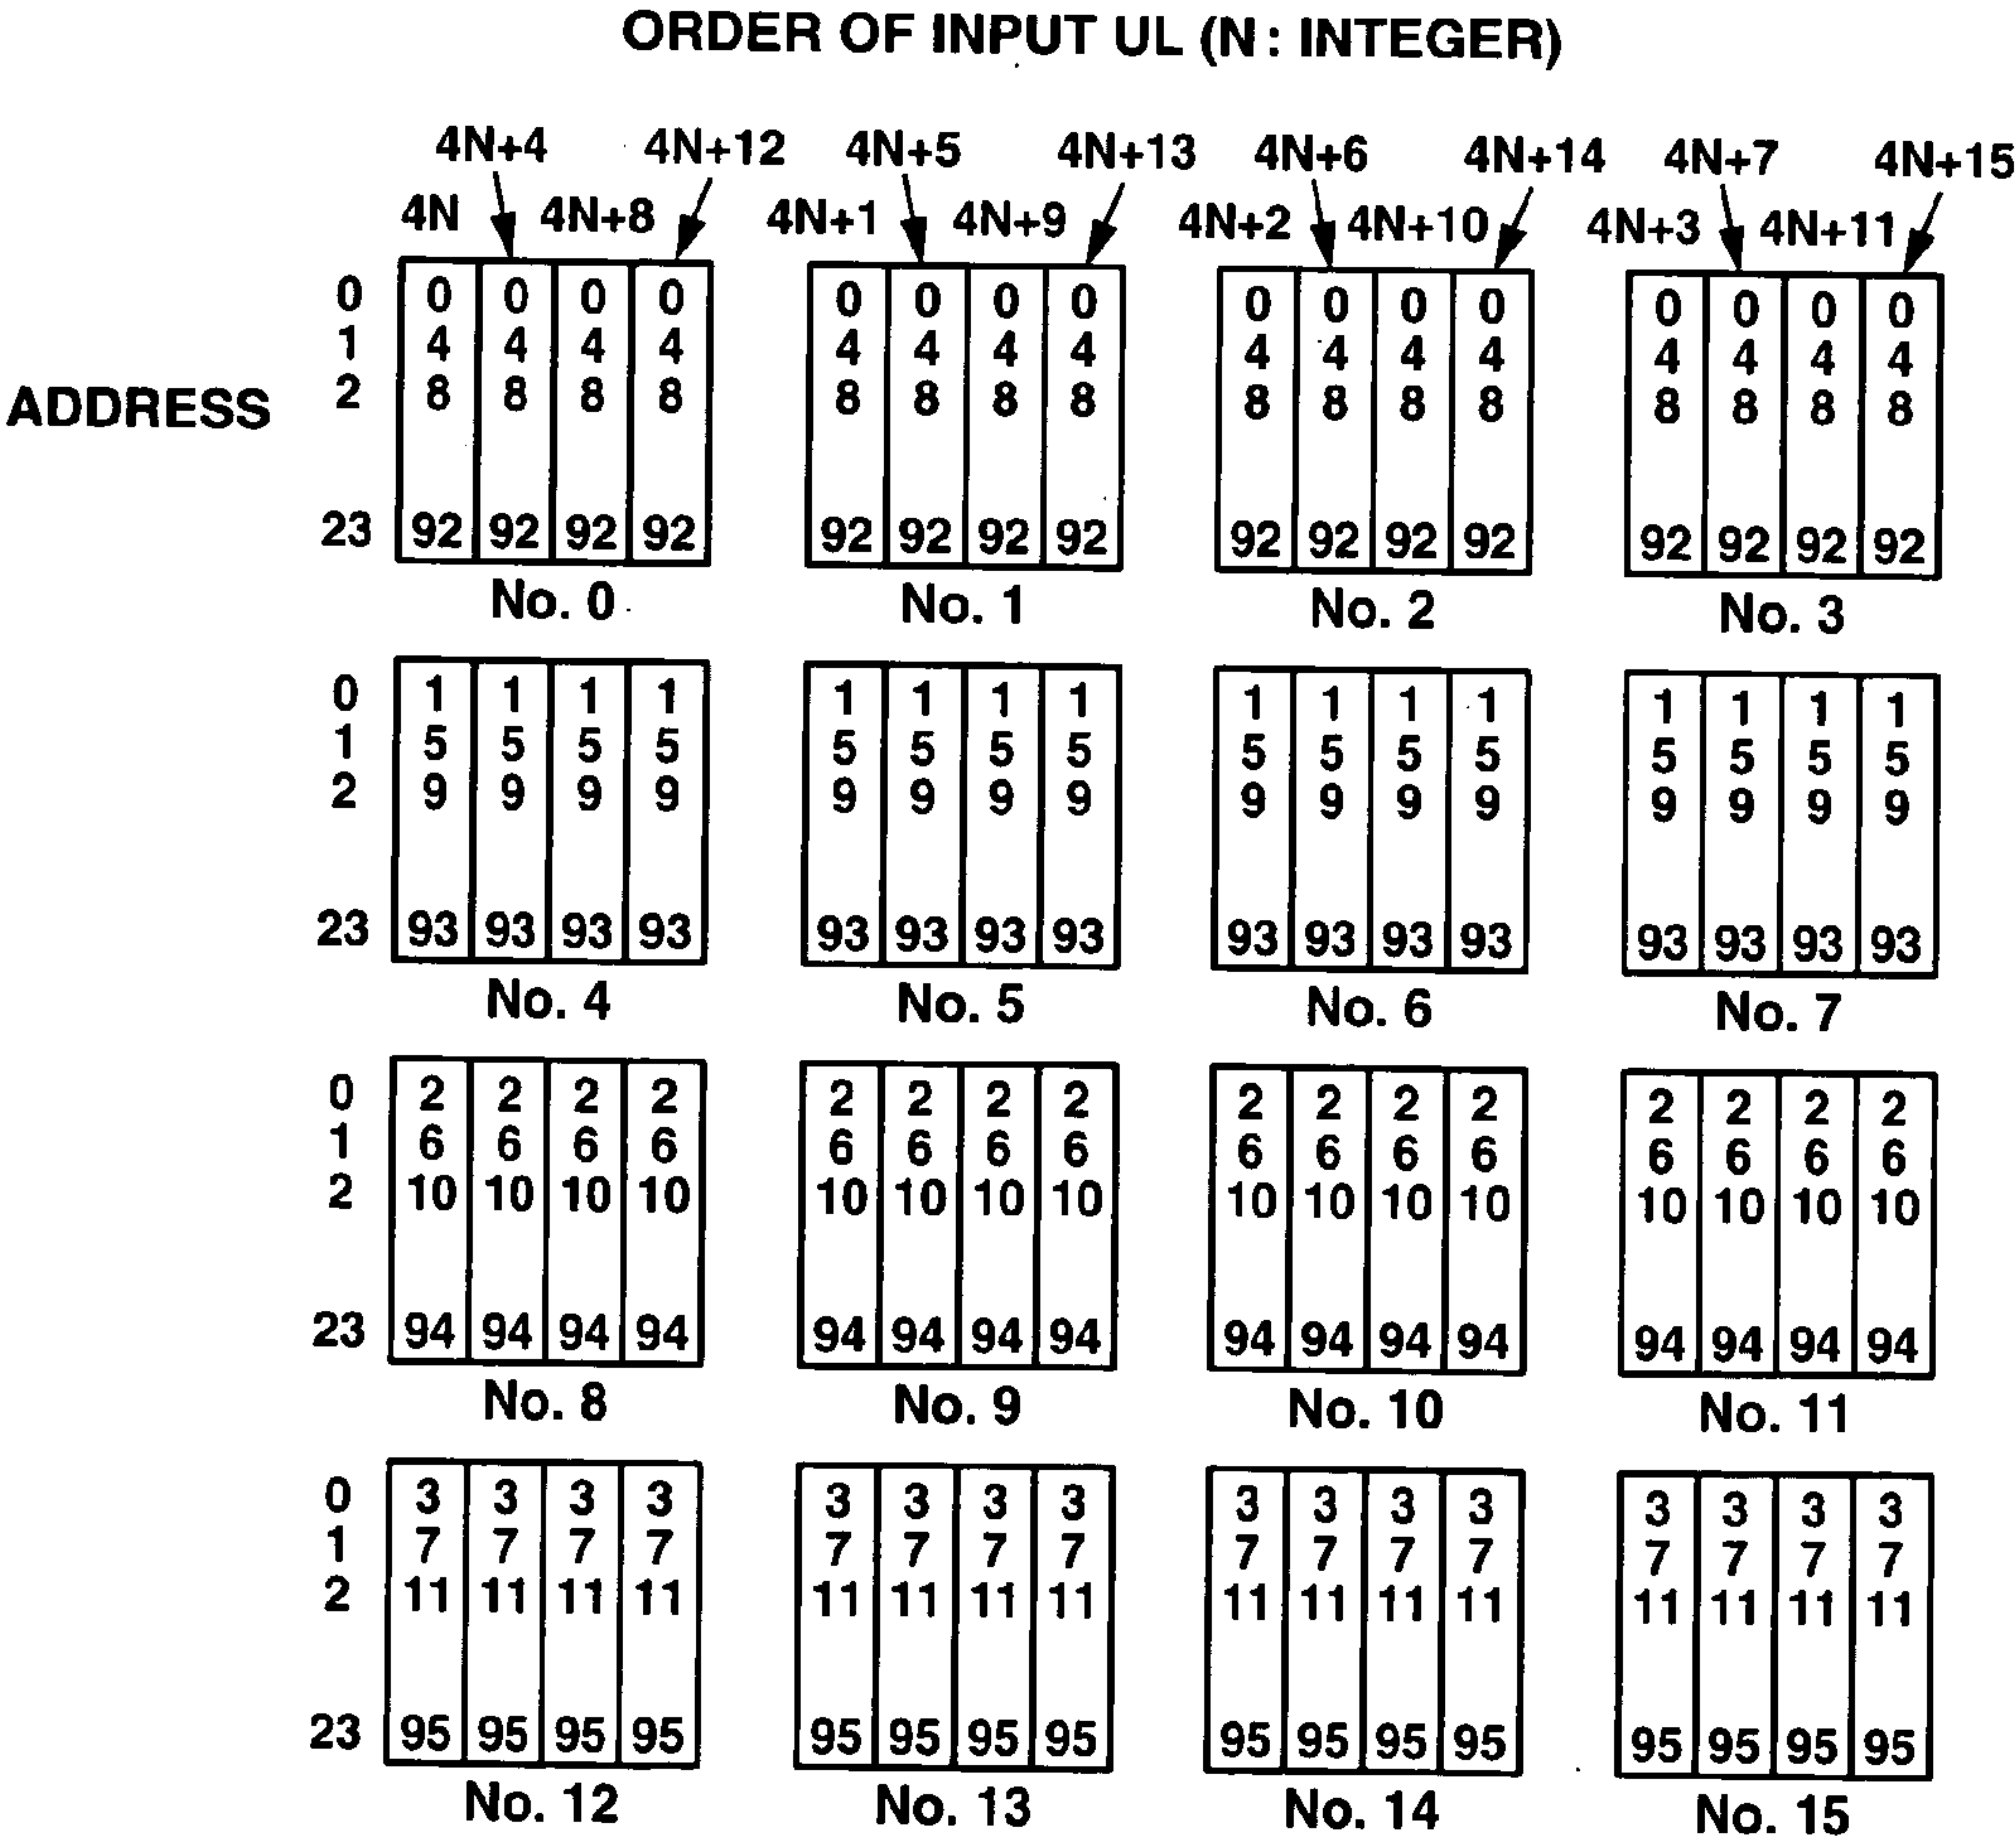 ORDER OF INPUT UL (N : INTEGER)
4N+4 4N+12 4N+5 4N+13 4N+6 4N+14 4N+7 4N+15
4N 4N+8 4N+1 4N+9 4N+2 4N+10 4N+3 4N+11
0 0 0 0 0 0 0 0 0 0 0 0 0 0 0 0 0
1 4 4 4 4 4 4 4 4 4 4 4 4 4 4 4 4
ADDRESS 2 8 8 8 8 8 8 8 8 8 8 8 8 8 8 8 8
23 92 92 92 92 92 92 92 92 92 92 92 92 92 92 92 92
No. 0 No. 1 No. 2 No. 3
0 1 1 1 1 1 1 1 1 1 1 1 1 1 1 1 1
1 5 5 5 5 5 5 5 5 5 5 5 5 5 5 5 5
2 9 9 9 9 9 9 9 9 9 9 9 9 9 9 9 9
23 93 93 93 93 93 93 93 93 93 93 93 93 93 93 93 93
No. 4 No. 5 No. 6 No. 7
0 2 2 2 2 2 2 2 2 2 2 2 2 2 2 2 2
1 6 6 6 6 6 6 6 6 6 6 6 6 6 6 6 6
2 10 10 10 10 10 10 10 10 10 10 10 10 10 10 10 10
23 94 94 94 94 94 94 94 94 94 94 94 94 94 94 94 94
No. 8 No. 9 No. 10 No. 11
0 3 3 3 3 3 3 3 3 3 3 3 3 3 3 3 3
1 7 7 7 7 7 7 7 7 7 7 7 7 7 7 7 7
2 11 11 11 11 11 11 11 11 11 11 11 11 11 11 11 11
23 95 95 95 95 95 95 95 95 95 95 95 95 95 95 95 95
No. 12 No. 13 No. 14 No. 15